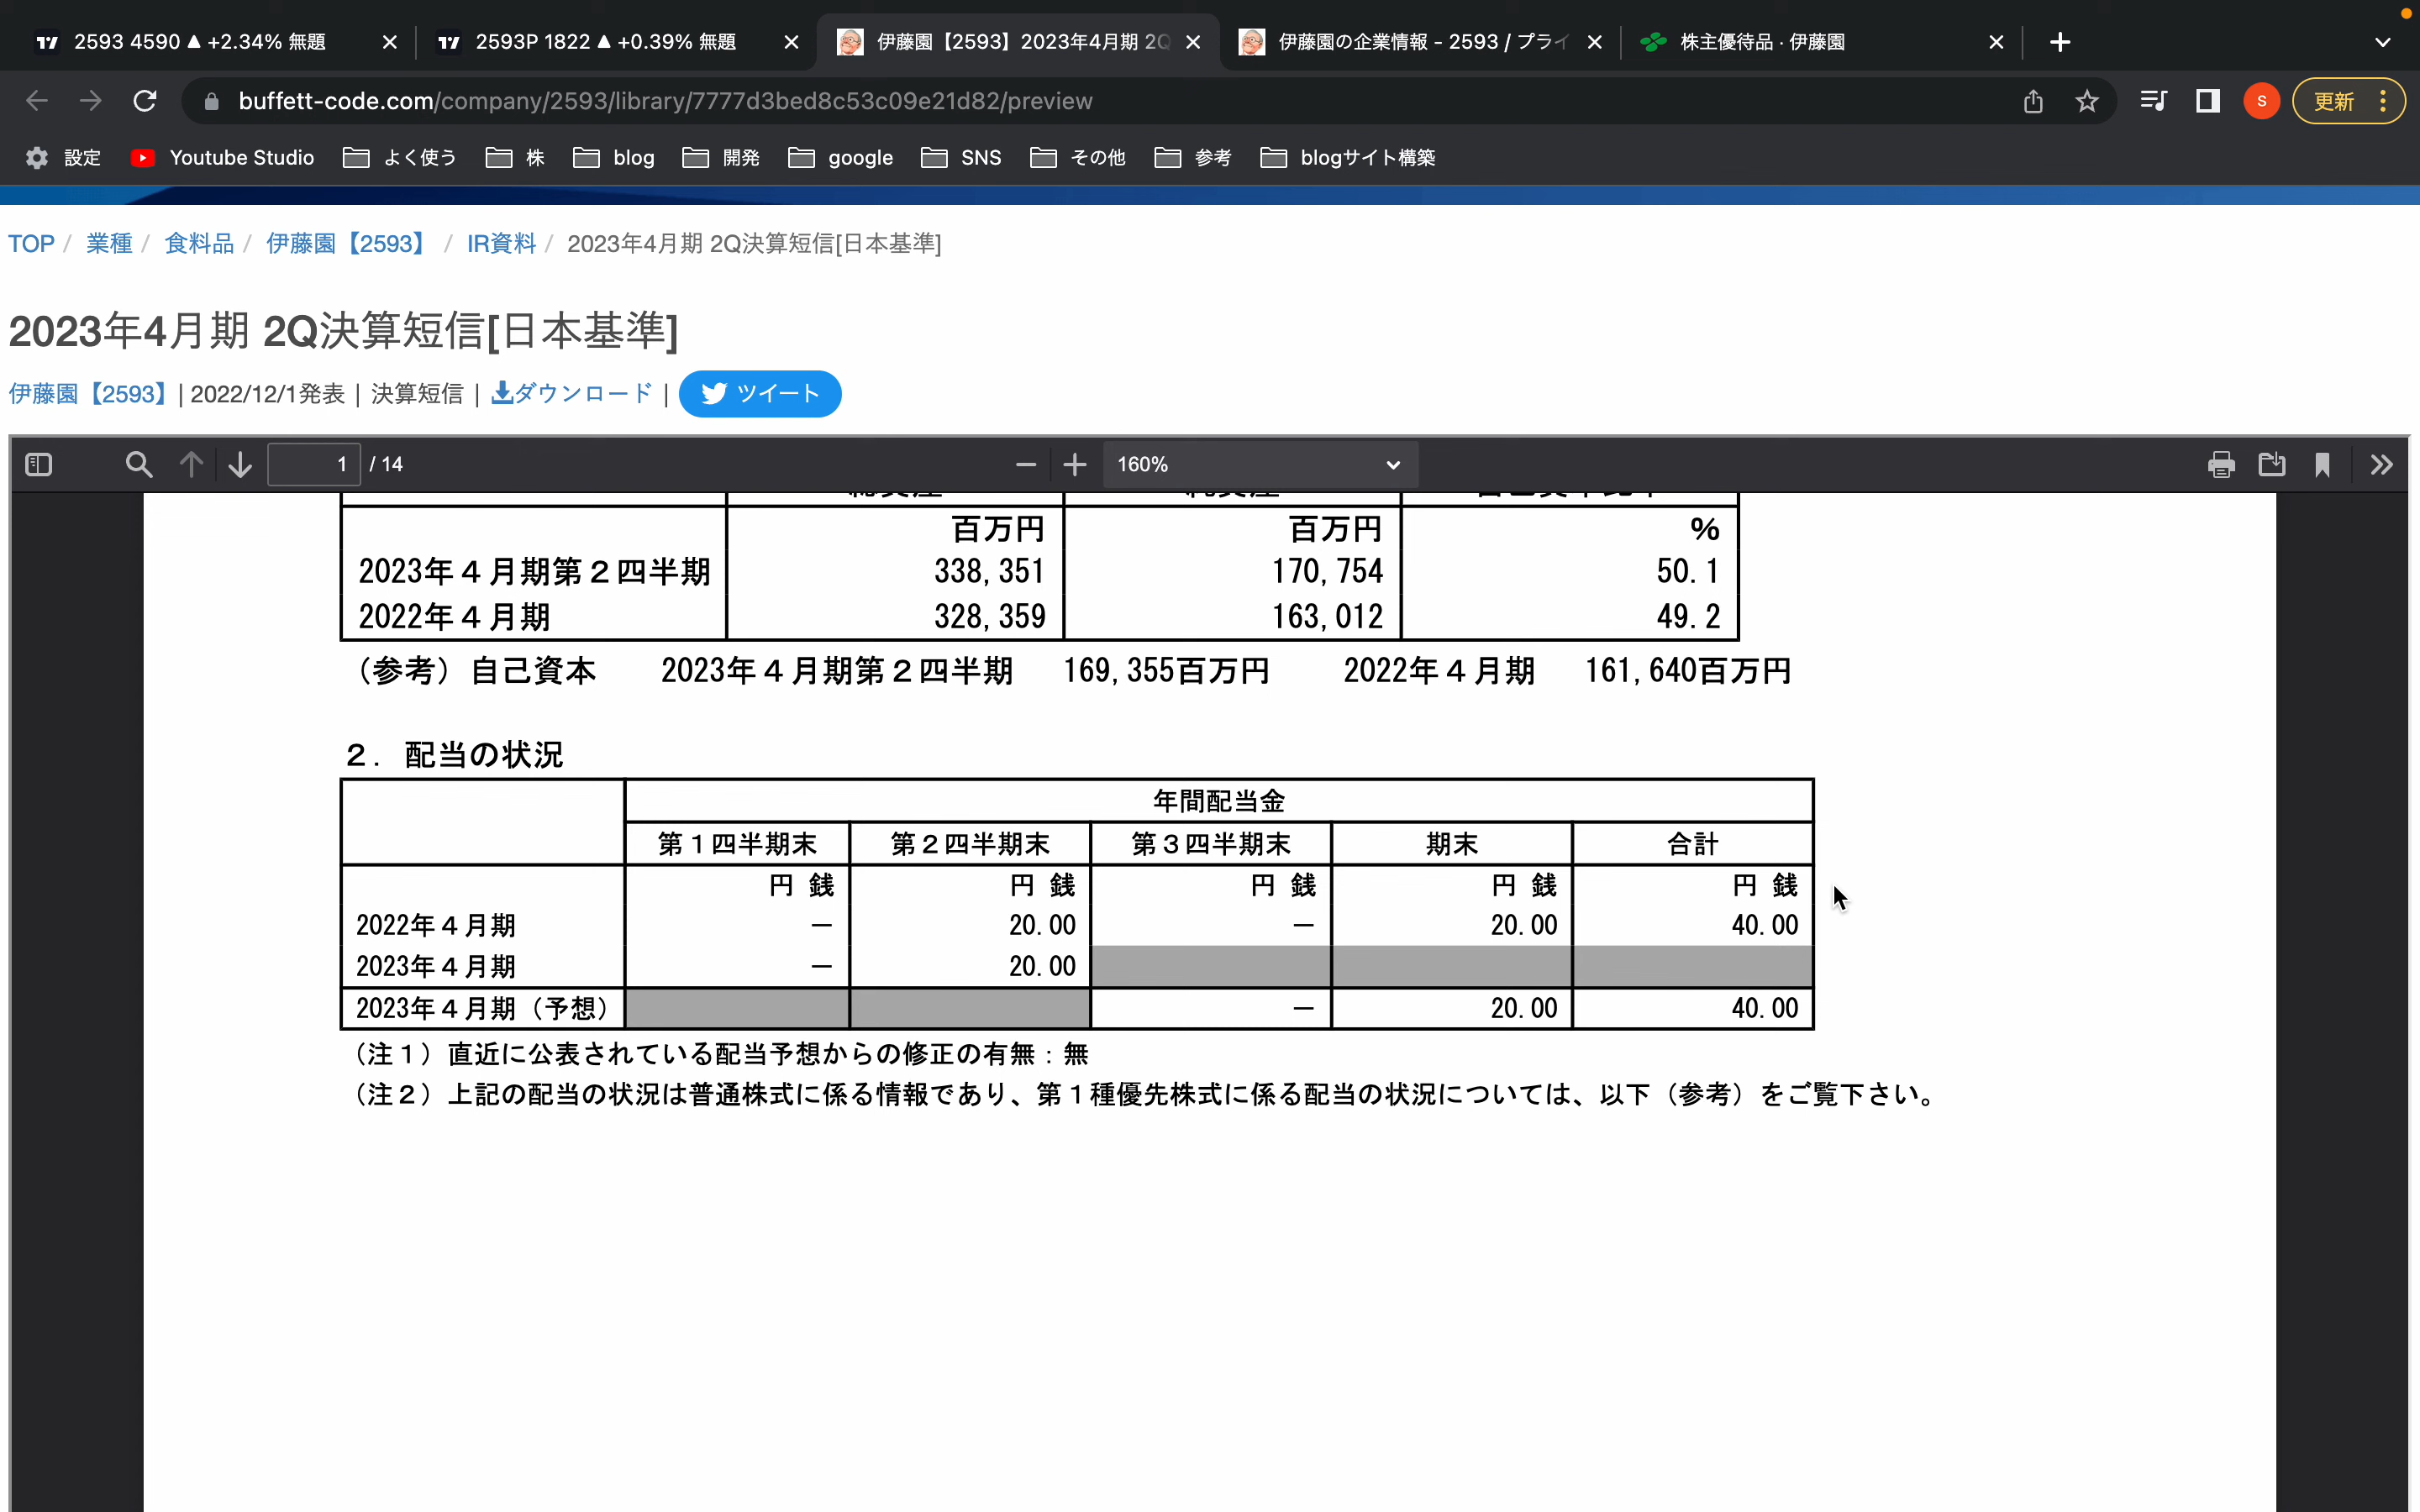 2593 4590 ▲ +2.34% 無題
2593P 1822 ▲ +0.39% 無題
伊藤園【2593】2023年4月期 2Q
伊藤園の企業情報 - 2593 / プライ
株主優待品 · 伊藤園
buffett-code.com/company/2593/library/7777d3bed8c53c09e21d82/preview
S
更新
設定
Youtube Studio
よく使う
株
blog
開発
google
SNS
その他
参考
blogサイト構築
TOP / 業種 / 食料品 / 伊藤園【2593】 / IR資料 / 2023年4月期 2Q決算短信[日本基準]
2023年4月期 2Q決算短信[日本基準]
伊藤園【2593】| 2022/12/1発表 | 決算短信 | ダウンロード | ツイート
1 / 14
160%
百万円 百万円 %
2023年4月期第2四半期 338,351 170,754 50.1
2022年4月期 328,359 163,012 49.2
(参考)自己資本 2023年4月期第2四半期 169,355百万円 2022年4月期 161,640百万円
2.配当の状況
年間配当金
第1四半期末 第2四半期末 第3四半期末 期末 合計
円 銭 円 銭 円 銭 円 銭 円 銭
2022年4月期 － 20.00 － 20.00 40.00
2023年4月期 － 20.00
2023年4月期(予想) － 20.00 40.00
(注1)直近に公表されている配当予想からの修正の有無:無
(注2)上記の配当の状況は普通株式に係る情報であり、第1種優先株式に係る配当の状況については、以下(参考)をご覧下さい。